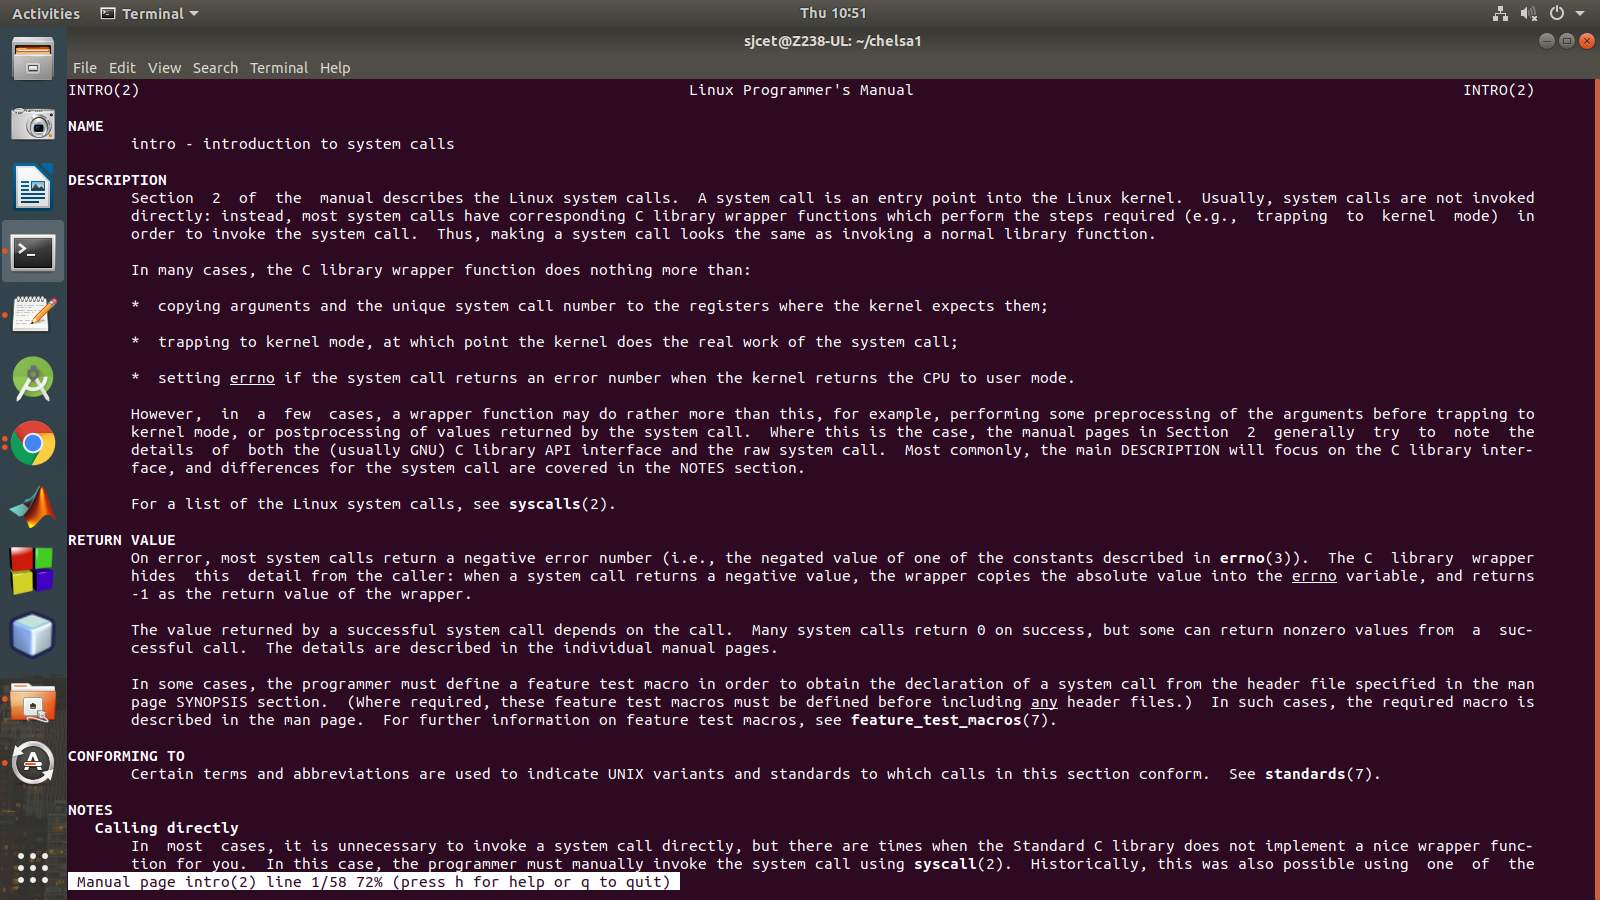 Activities Terminal Thu 10:51
sjcet@Z238-UL: ~/chelsa1
File Edit View Search Terminal Help
INTRO(2) Linux Programmer's Manual INTRO(2)
NAME
intro - introduction to system calls
DESCRIPTION
Section 2 of the manual describes the Linux system calls. A system call is an entry point into the Linux kernel. Usually, system calls are not invoked
directly: instead, most system calls have corresponding C library wrapper functions which perform the steps required (e.g., trapping to kernel mode) in
order to invoke the system call. Thus, making a system call looks the same as invoking a normal library function.
In many cases, the C library wrapper function does nothing more than:
* copying arguments and the unique system call number to the registers where the kernel expects them;
* trapping to kernel mode, at which point the kernel does the real work of the system call;
* setting errno if the system call returns an error number when the kernel returns the CPU to user mode.
However, in a few cases, a wrapper function may do rather more than this, for example, performing some preprocessing of the arguments before trapping to
kernel mode, or postprocessing of values returned by the system call. Where this is the case, the manual pages in Section 2 generally try to note the
details of both the (usually GNU) C library API interface and the raw system call. Most commonly, the main DESCRIPTION will focus on the C library inter-
face, and differences for the system call are covered in the NOTES section.
For a list of the Linux system calls, see syscalls(2).
RETURN VALUE
On error, most system calls return a negative error number (i.e., the negated value of one of the constants described in errno(3)). The C library wrapper
hides this detail from the caller: when a system call returns a negative value, the wrapper copies the absolute value into the errno variable, and returns
-1 as the return value of the wrapper.
The value returned by a successful system call depends on the call. Many system calls return 0 on success, but some can return nonzero values from a suc-
cessful call. The details are described in the individual manual pages.
In some cases, the programmer must define a feature test macro in order to obtain the declaration of a system call from the header file specified in the man
page SYNOPSIS section. (Where required, these feature test macros must be defined before including any header files.) In such cases, the required macro is
described in the man page. For further information on feature test macros, see feature_test_macros(7).
CONFORMING TO
Certain terms and abbreviations are used to indicate UNIX variants and standards to which calls in this section conform. See standards(7).
NOTES
Calling directly
In most cases, it is unnecessary to invoke a system call directly, but there are times when the Standard C library does not implement a nice wrapper func-
tion for you. In this case, the programmer must manually invoke the system call using syscall(2). Historically, this was also possible using one of the
Manual page intro(2) line 1/58 72% (press h for help or q to quit)